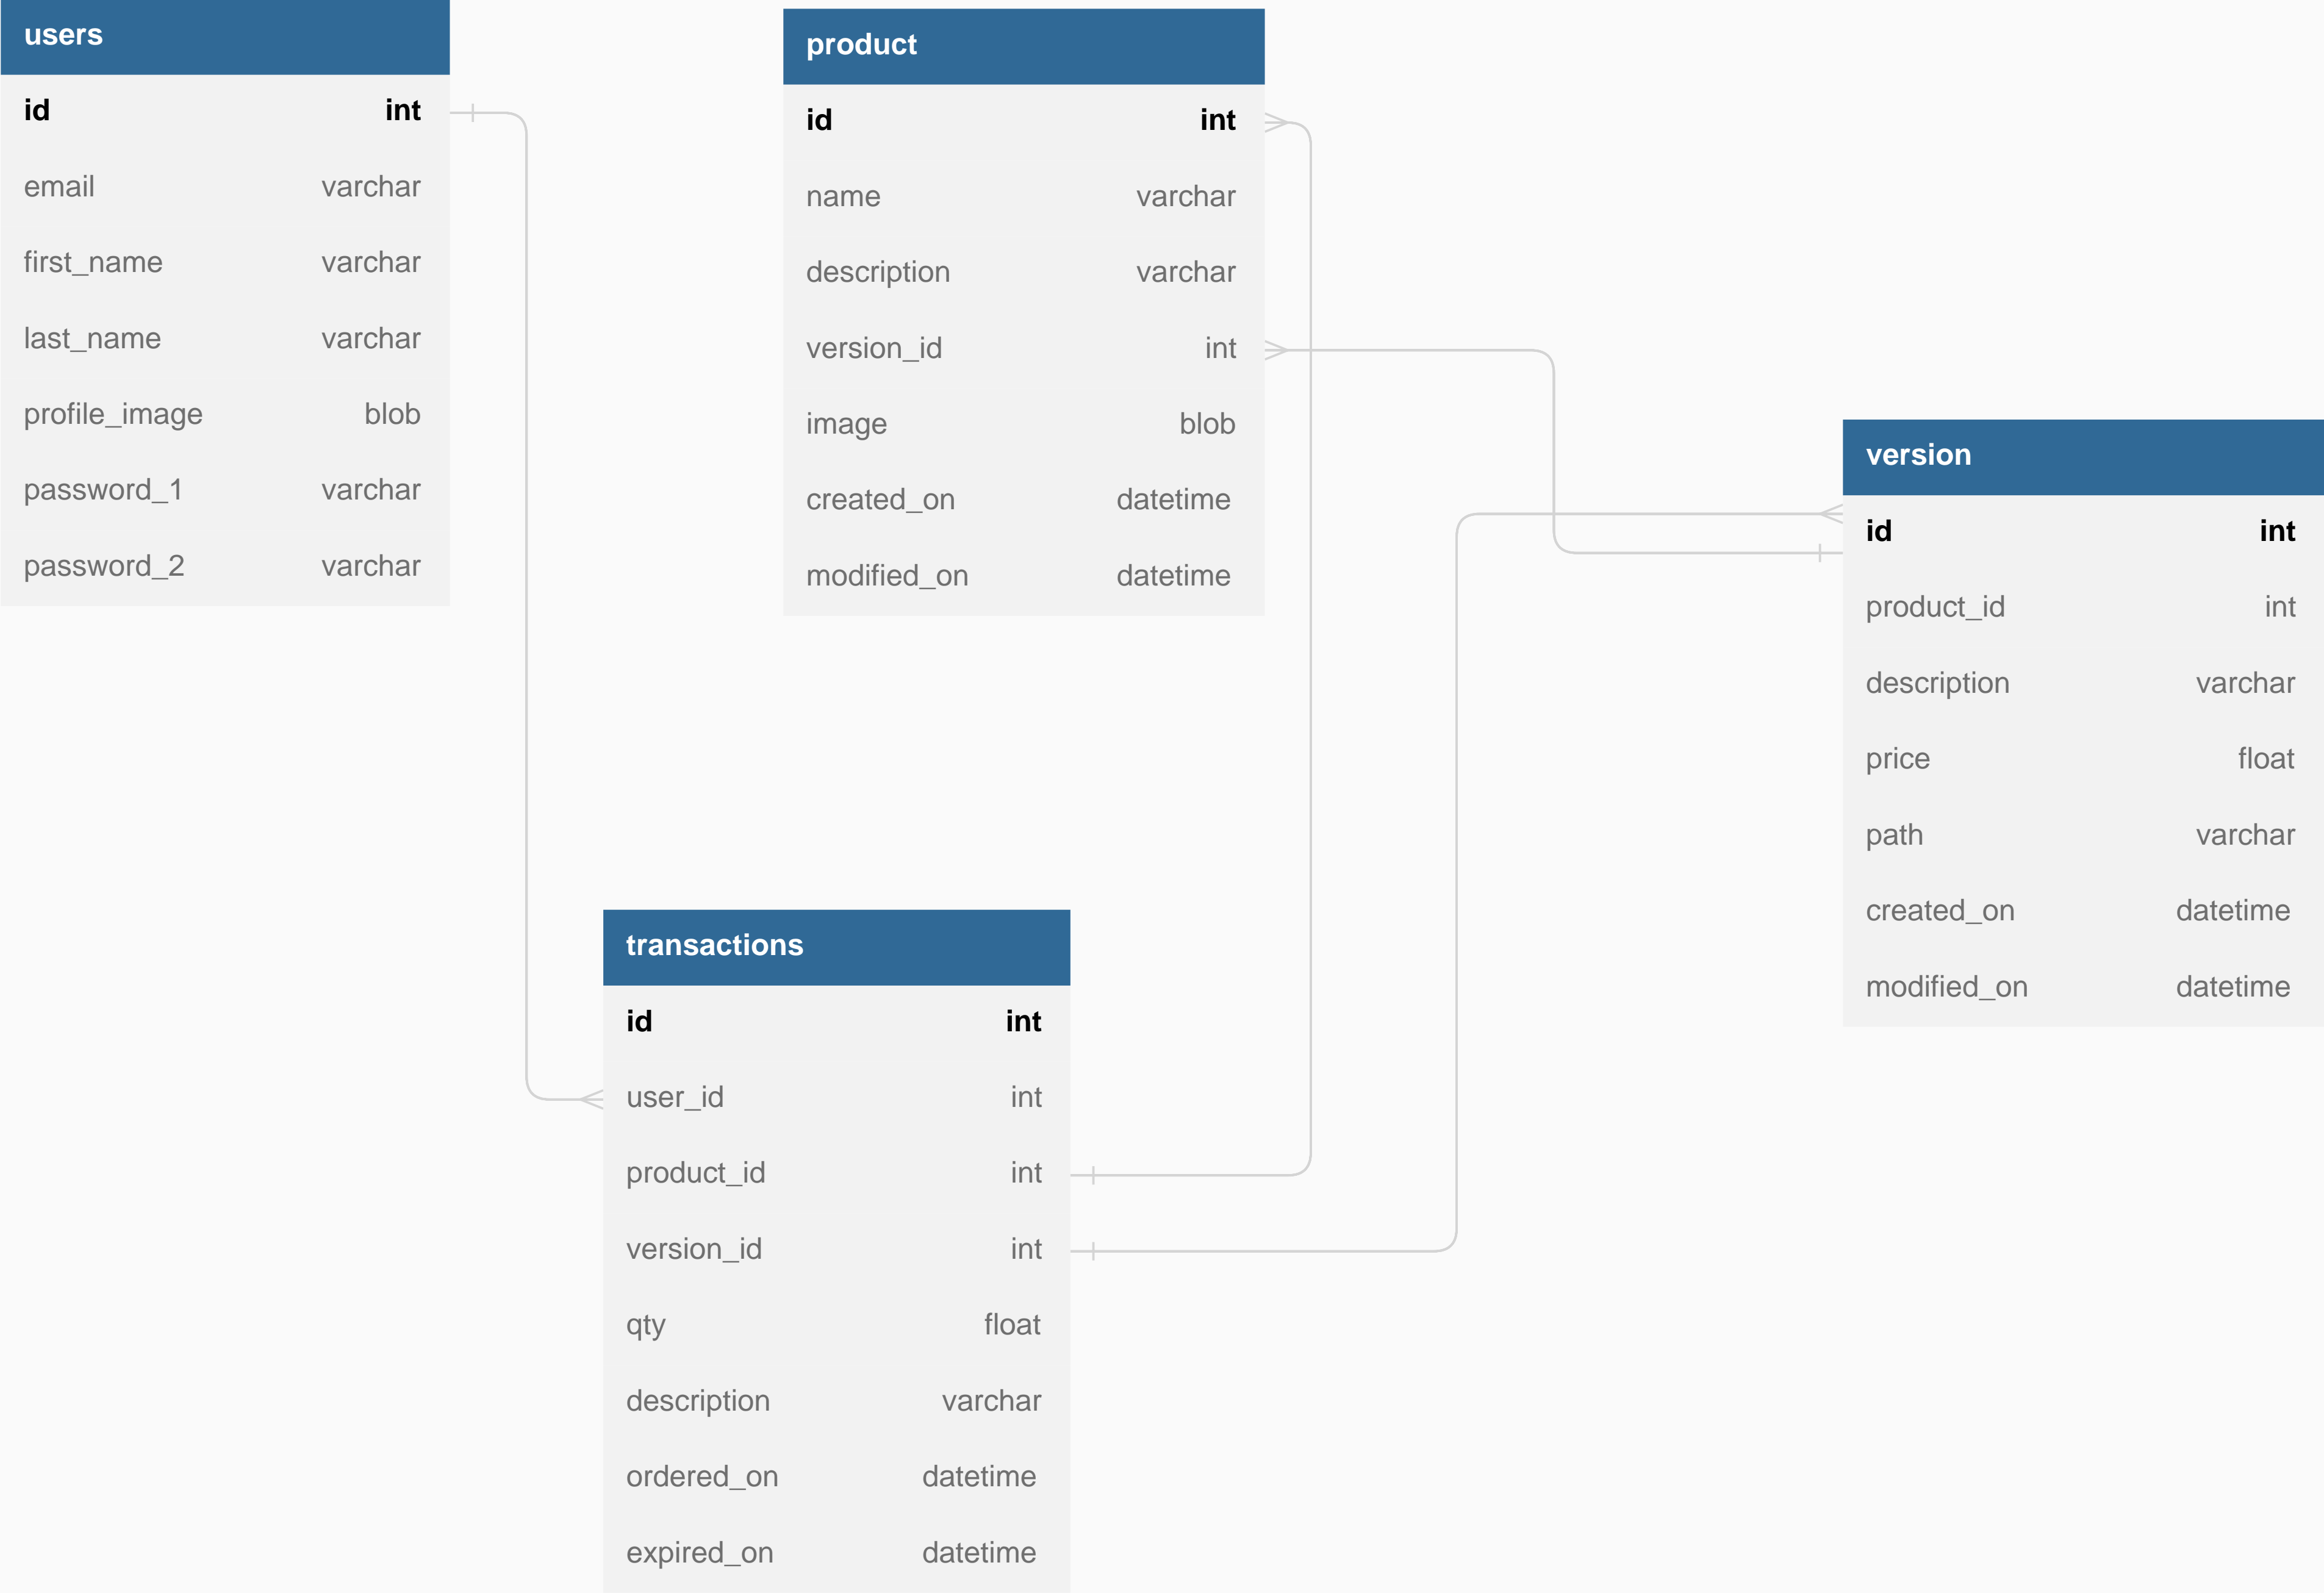 users
id int
email varchar
first_name varchar
last_name varchar
profile_image blob
password_1 varchar
password_2 varchar
product
id int
name varchar
description varchar
version_id int
image blob
created_on datetime
modified_on datetime
version
id int
product_id int
description varchar
price float
path varchar
created_on datetime
modified_on datetime
transactions
id int
user_id int
product_id int
version_id int
qty float
description varchar
ordered_on datetime
expired_on datetime